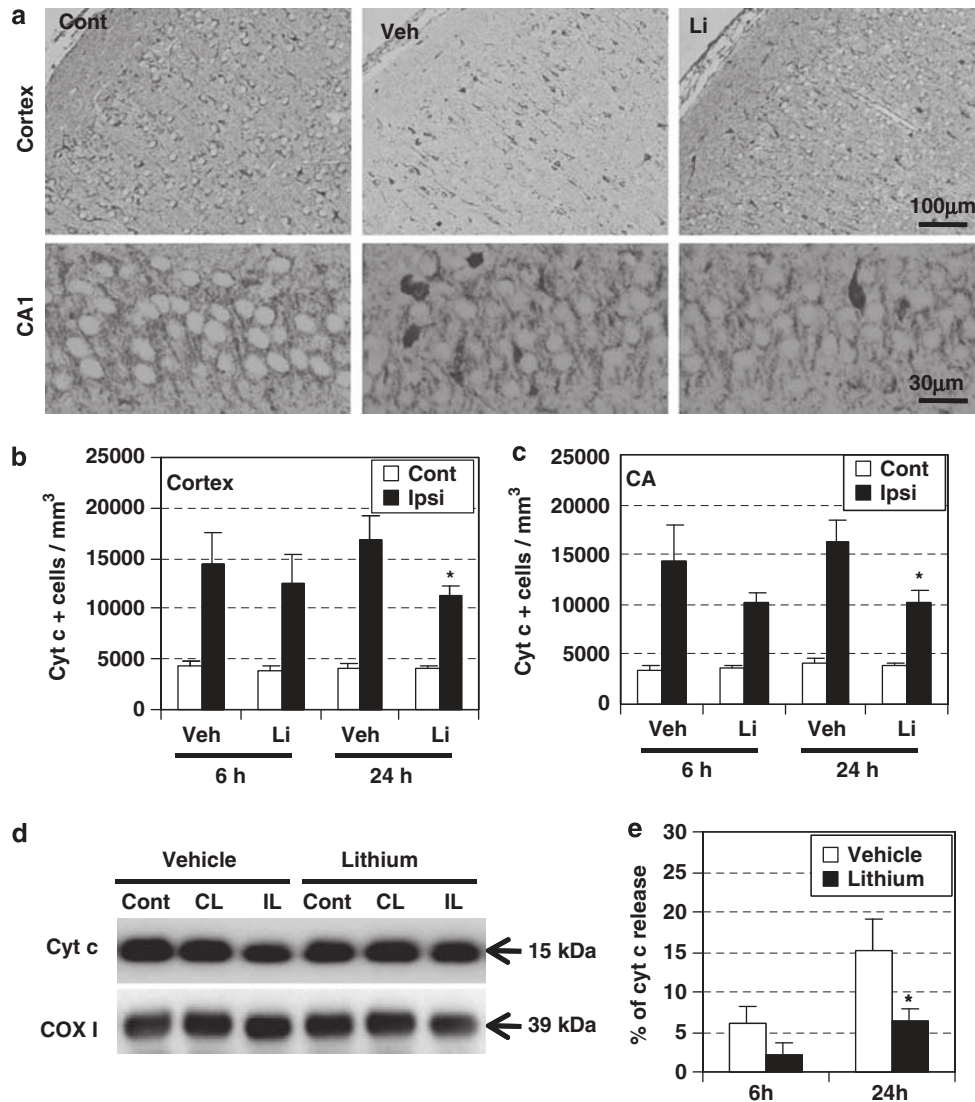 a
Cont
Veh
Li
Cortex
100µm
CA1
30µm
b
25000
20000
15000
10000
5000
0
Cyt c + cells / mm³
Cortex
Cont
Ipsi
*
Veh Li Veh Li
6 h 24 h
c
25000
20000
15000
10000
5000
0
Cyt c + cells / mm³
CA
Cont
Ipsi
*
Veh Li Veh Li
6 h 24 h
d
Vehicle Lithium
Cont CL IL Cont CL IL
Cyt c 15 kDa
COX I 39 kDa
e
30
25
20
15
10
5
0
% of cyt c release
Vehicle
Lithium
*
6h 24h